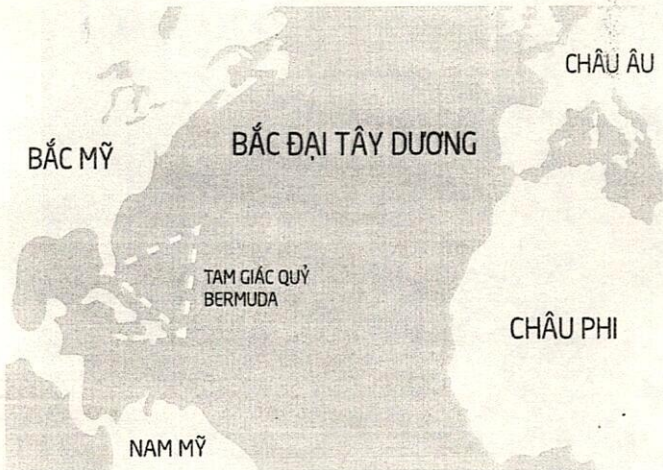 CHÂU ÂU
BẮC MỸ
BẮC ĐẠI TÂY DƯƠNG
TAM GIÁC QUỶ
BERMUDA
CHÂU PHI
NAM MỸ